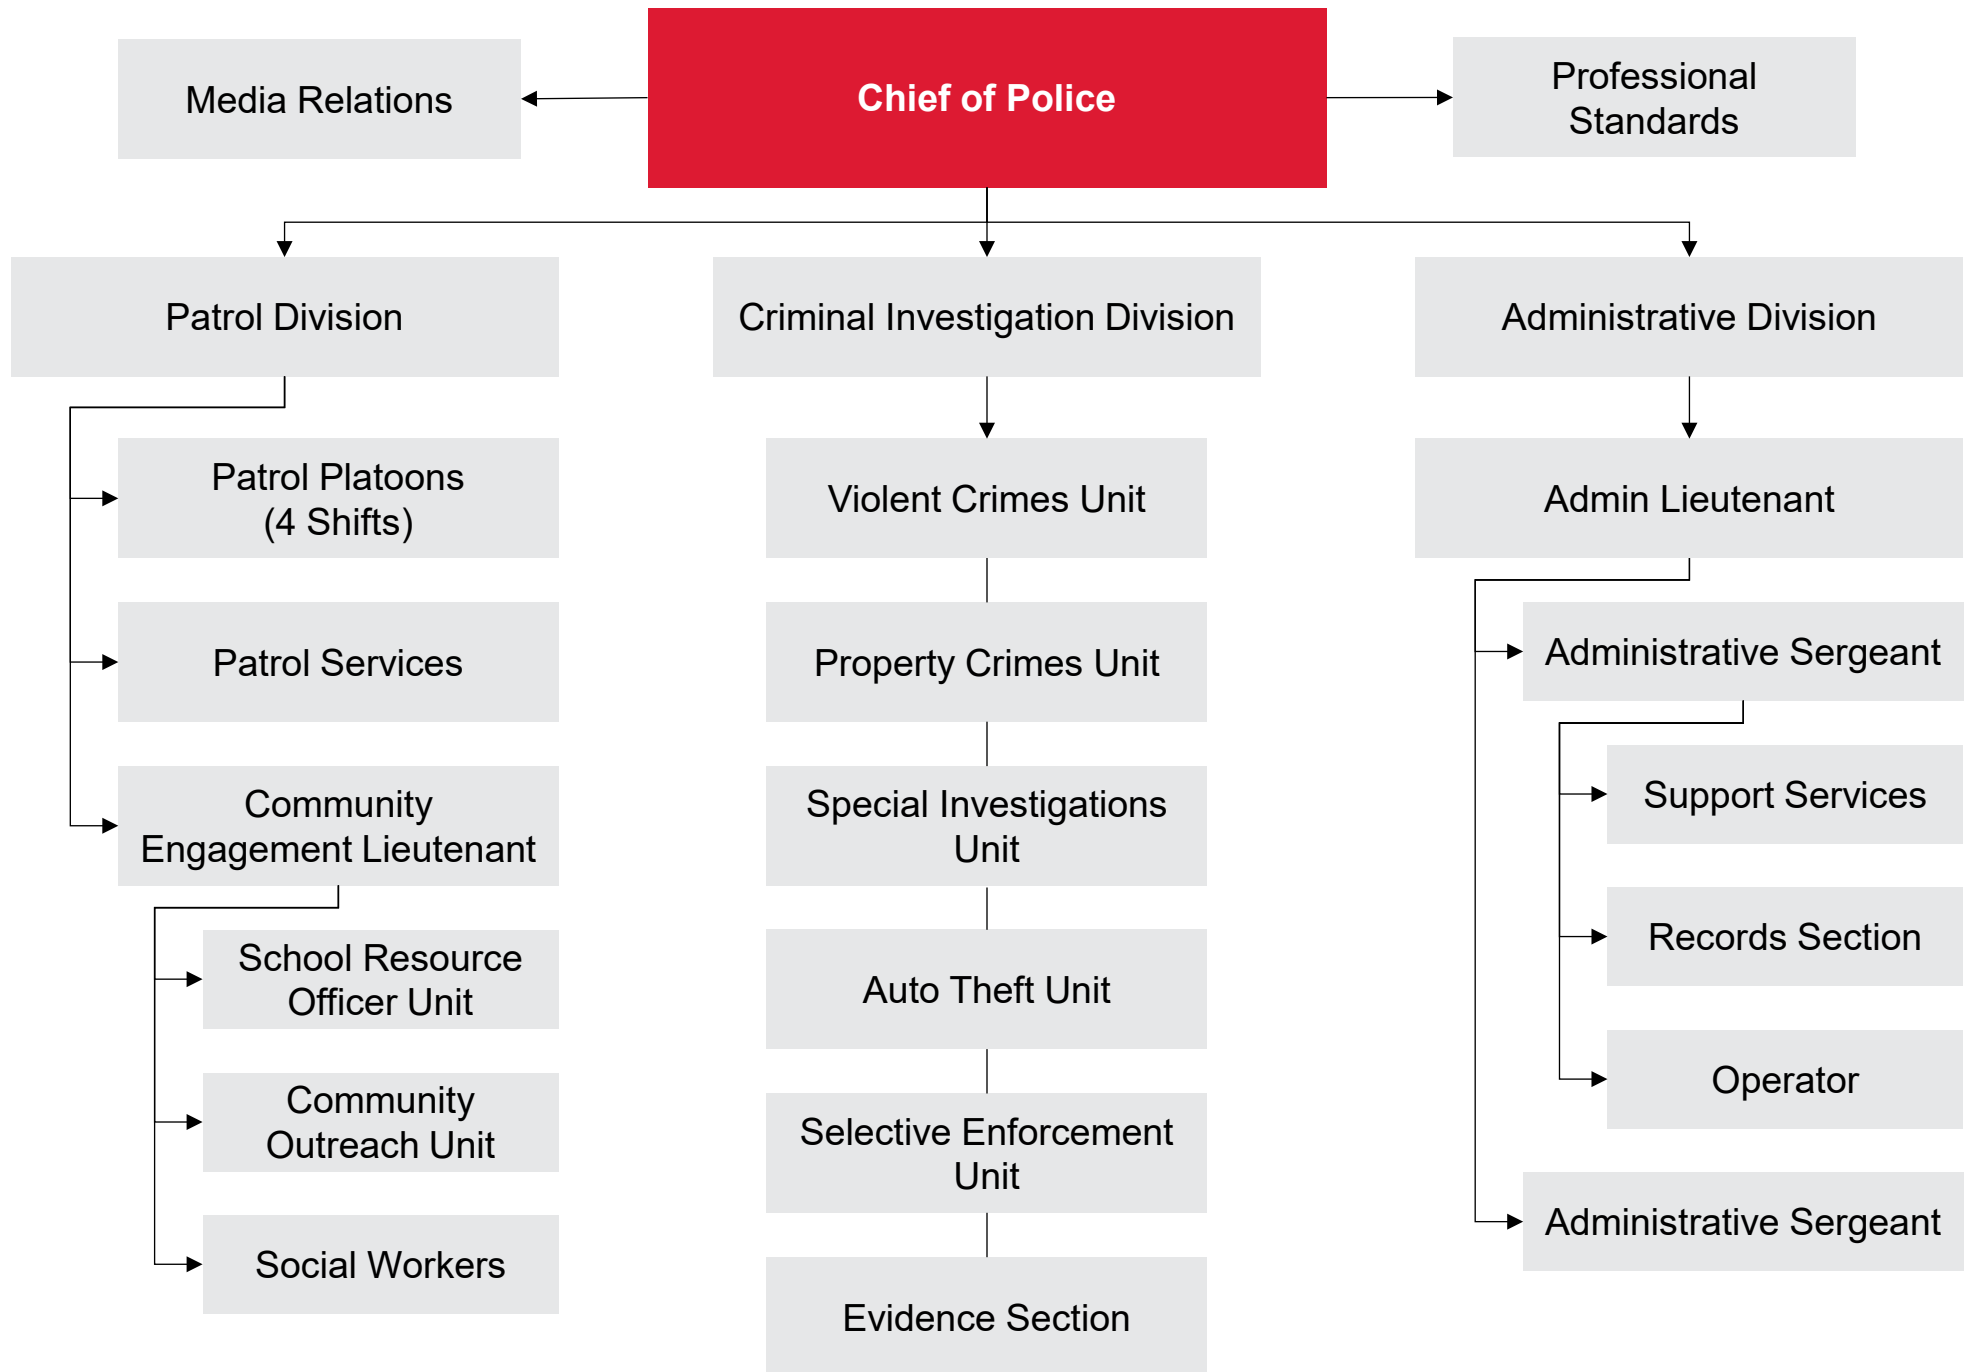 Media Relations
Chief of Police
Professional
Standards
Patrol Division
Criminal Investigation Division
Administrative Division
Patrol Platoons
(4 Shifts)
Patrol Services
Community
Engagement Lieutenant
School Resource
Officer Unit
Community
Outreach Unit
Social Workers
Violent Crimes Unit
Property Crimes Unit
Special Investigations
Unit
Auto Theft Unit
Selective Enforcement
Unit
Evidence Section
Admin Lieutenant
Administrative Sergeant
Support Services
Records Section
Operator
Administrative Sergeant